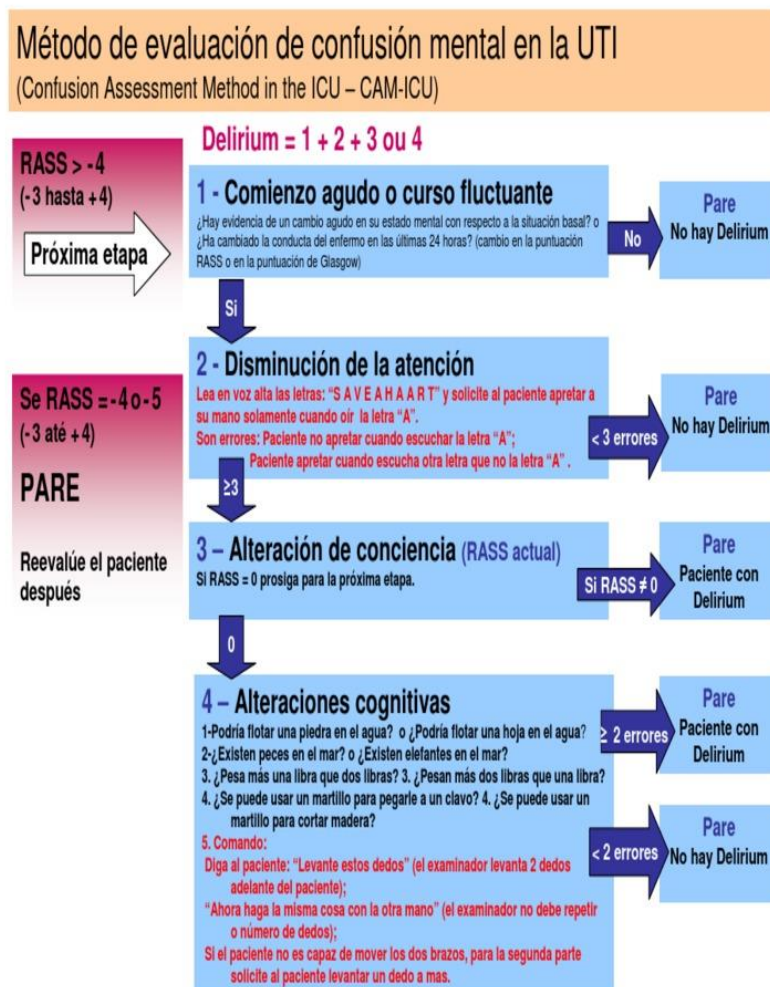 Método de evaluación de confusión mental en la UTI
(Confusion Assessment Method in the ICU – CAM-ICU)
Delirium = 1 + 2 + 3 ou 4
RASS > -4
(-3 hasta + 4)
Próxima etapa
1 - Comienzo agudo o curso fluctuante
¿Hay evidencia de un cambio agudo en su estado mental con respecto a la situación basal? o
¿Ha cambiado la conducta del enfermo en las últimas 24 horas? (cambio en la puntuación
RASS o en la puntuación de Glasgow)
No
Pare
No hay Delirium
Si
Se RASS = -4 o -5
(-3 até + 4)
PARE
Reevalúe el paciente
después
2 - Disminución de la atención
Lea en voz alta las letras: “S A V E A H A A R T” y solicite al paciente apretar a
su mano solamente cuando oír la letra “A”.
Son errores: Paciente no apretar cuando escuchar la letra “A”;
Paciente apretar cuando escucha otra letra que no la letra “A” .
< 3 errores
Pare
No hay Delirium
≥3
3 – Alteración de conciencia (RASS actual)
Si RASS = 0 prosiga para la próxima etapa.
Si RASS ≠ 0
Pare
Paciente con
Delirium
0
4 – Alteraciones cognitivas
1-Podría flotar una piedra en el agua? o ¿Podría flotar una hoja en el agua?
2-¿Existen peces en el mar? o ¿Existen elefantes en el mar?
3. ¿Pesa más una libra que dos libras? 3. ¿Pesan más dos libras que una libra?
4. ¿Se puede usar un martillo para pegarle a un clavo? 4. ¿Se puede usar un
martillo para cortar madera?
5. Comando:
Diga al paciente: “Levante estos dedos” (el examinador levanta 2 dedos
adelante del paciente);
“Ahora haga la misma cosa con la otra mano” (el examinador no debe repetir
o número de dedos);
Si el paciente no es capaz de mover los dos brazos, para la segunda parte
solicite al paciente levantar un dedo a mas.
≥ 2 errores
Pare
Paciente con
Delirium
< 2 errores
Pare
No hay Delirium